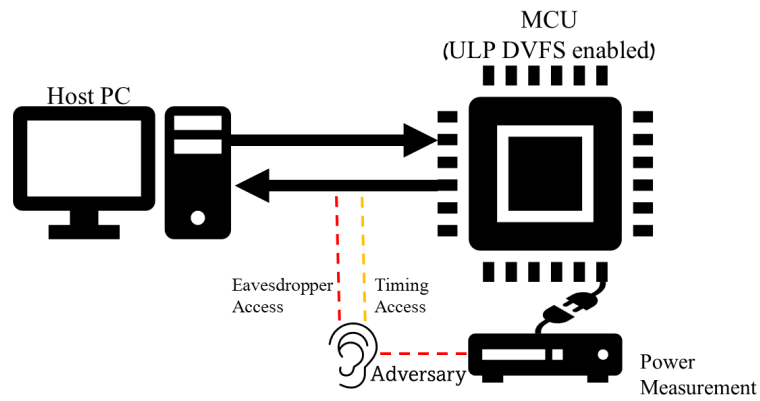 MCU
(ULP DVFS enabled)
Host PC
Eavesdropper
Access
Timing
Access
Adversary
Power
Measurement